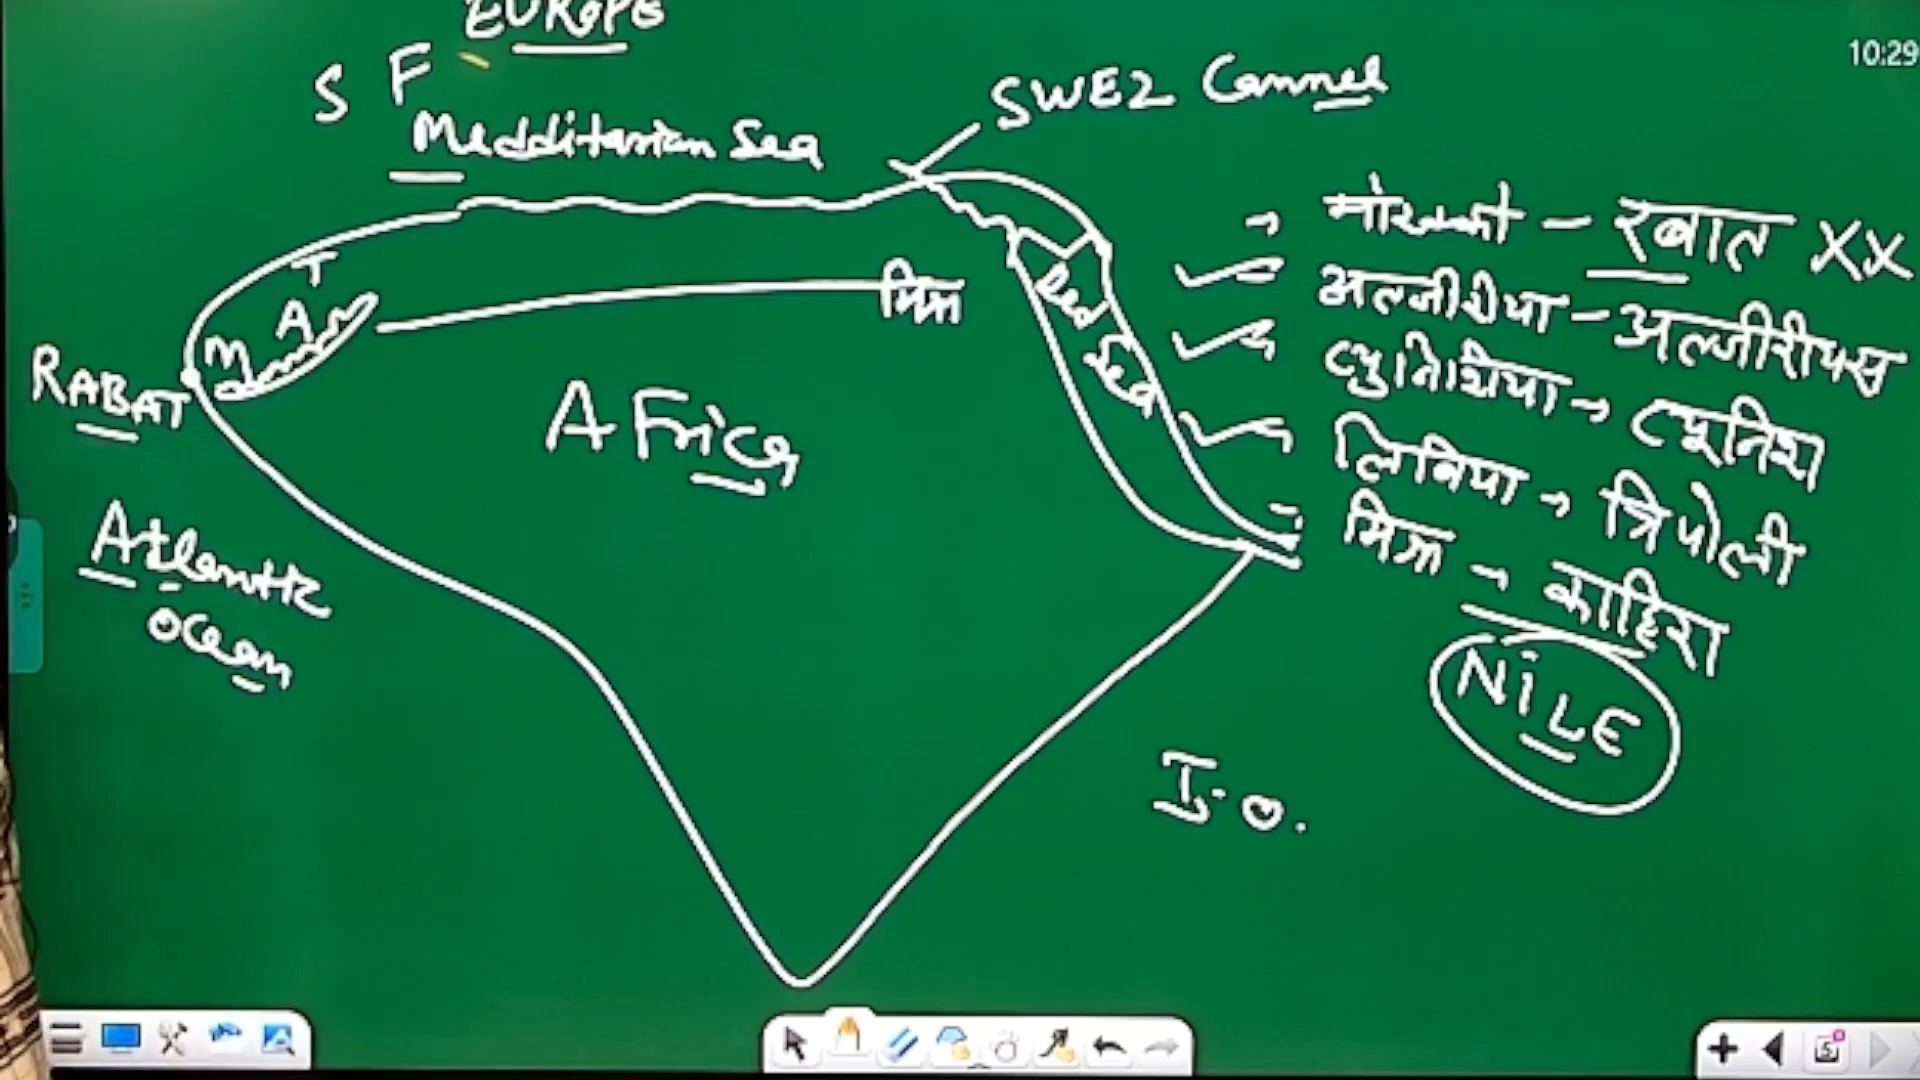 EUROPE
S F
Medditarrian Sea
SWEZ Cannel
10:29
मोरक्को - रबात XX
अल्जीरीया - अल्जीरीयस
ट्युनिशिया → ट्यूनिश
लिबिया → त्रिपोली
मिस्र → काहिरा
NiLE
T
M A
मिस्र
Red Sea
RABAT
AFrica
Atlantic
Ocean
I.O.